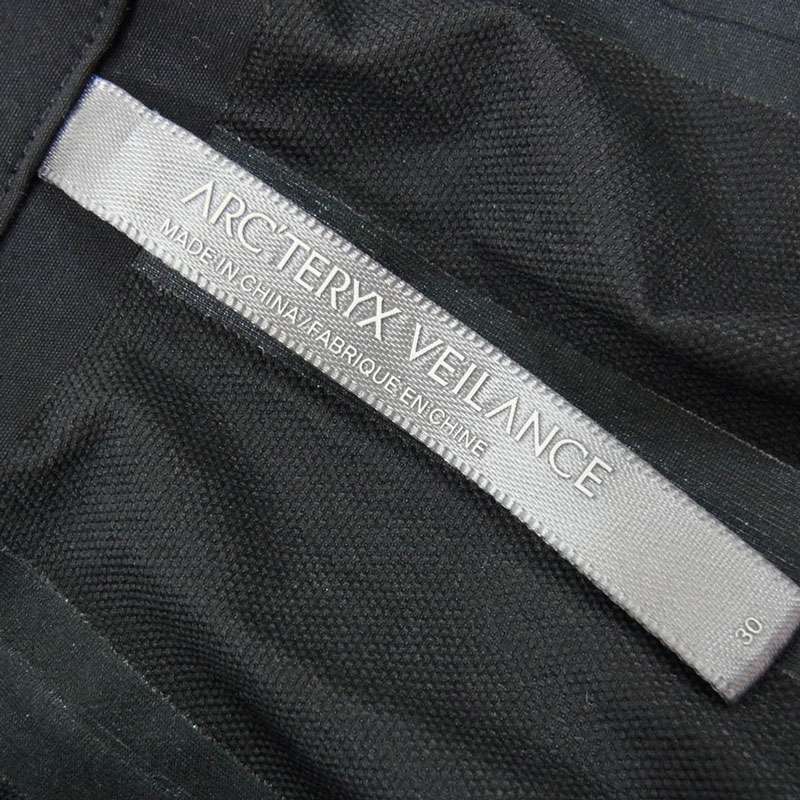 ARC'TERYX VEILANCE
MADE IN CHINA / FABRIQUE EN CHINE
30